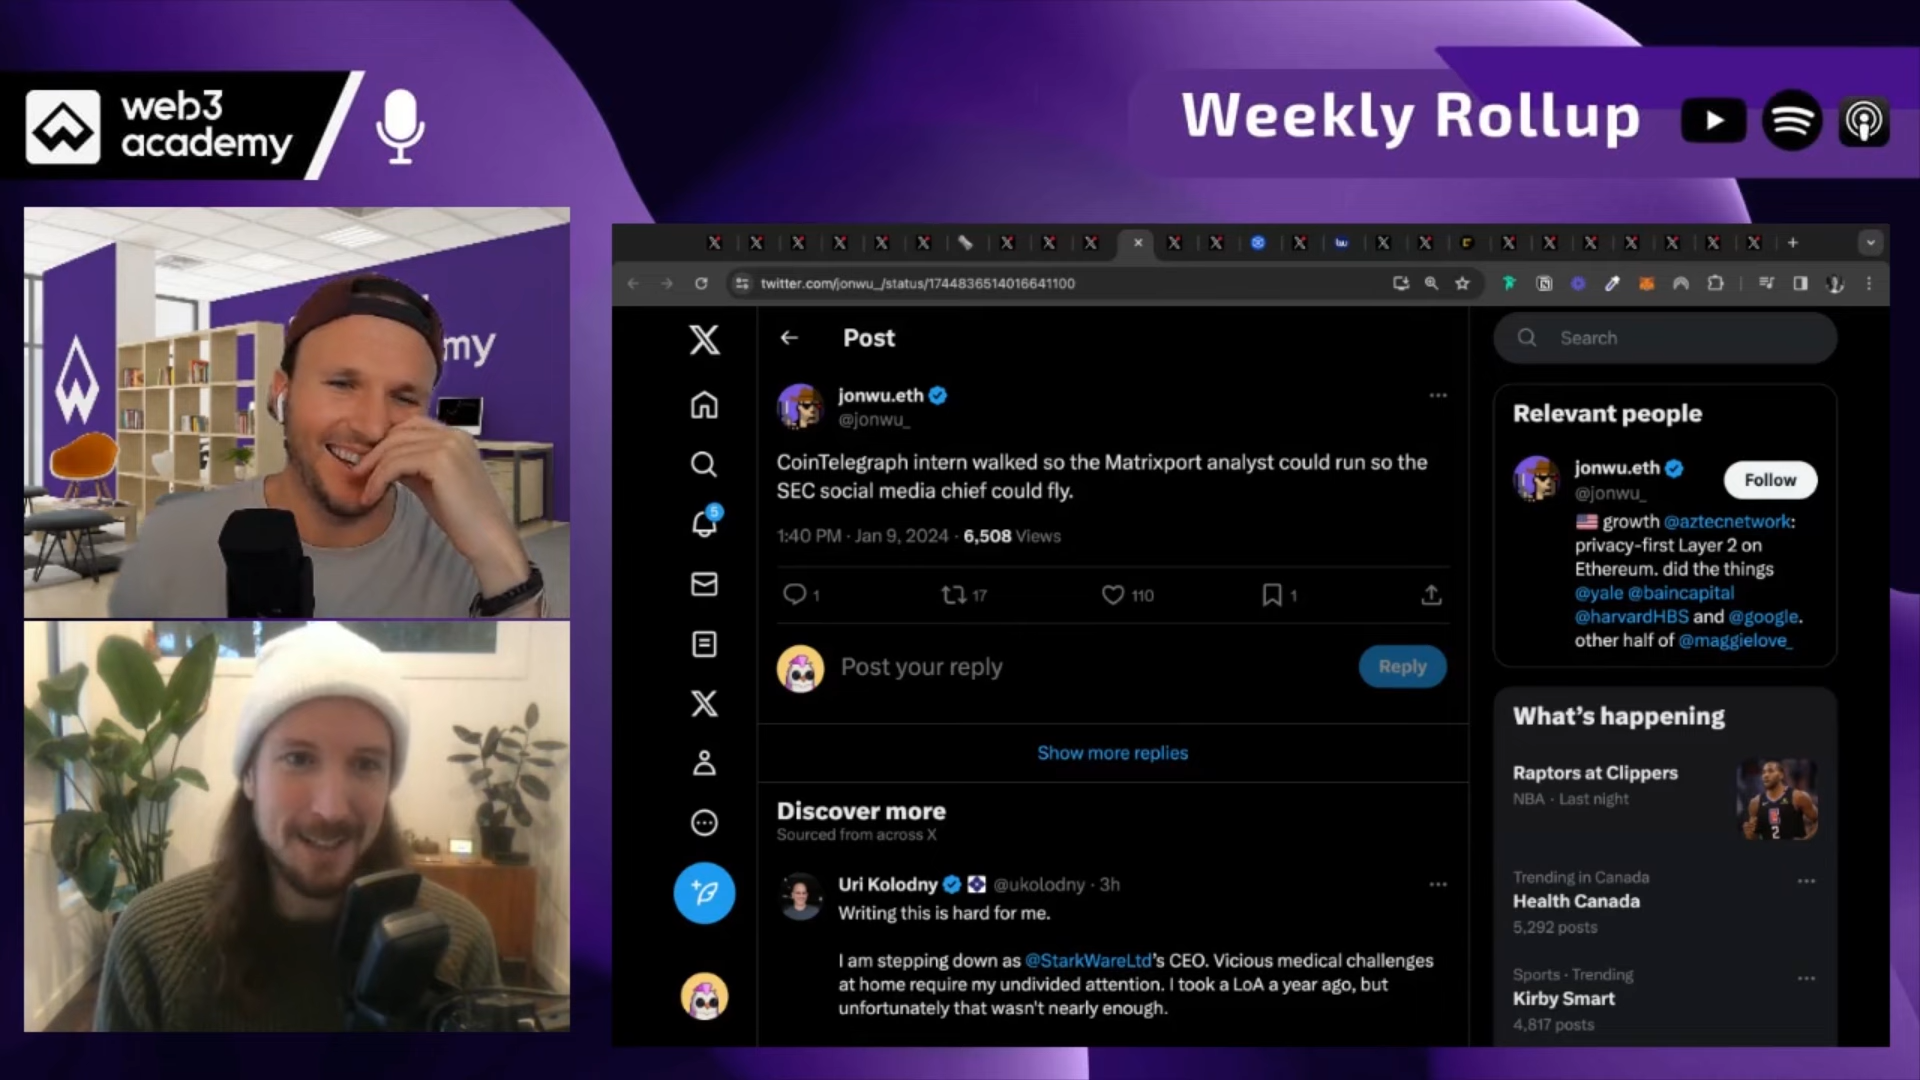 web3
academy
Weekly Rollup
my
twitter.com/jonwu_/status/1744836514016641100
Post
Search
jonwu.eth
@jonwu_
CoinTelegraph intern walked so the Matrixport analyst could run so the
SEC social media chief could fly.
1:40 PM · Jan 9, 2024 · 6,508 Views
1
17
110
1
5
Post your reply
Reply
Show more replies
Discover more
Sourced from across X
Uri Kolodny @ukolodny · 3h
Writing this is hard for me.
I am stepping down as @StarkWareLtd's CEO. Vicious medical challenges
at home require my undivided attention. I took a LoA a year ago, but
unfortunately that wasn't nearly enough.
Relevant people
jonwu.eth
@jonwu_
Follow
growth @aztecnetwork:
privacy-first Layer 2 on
Ethereum. did the things
@yale @baincapital
@harvardHBS and @google.
other half of @maggielove_
What's happening
Raptors at Clippers
NBA · Last night
2
Trending in Canada
Health Canada
5,292 posts
Sports · Trending
Kirby Smart
4,817 posts